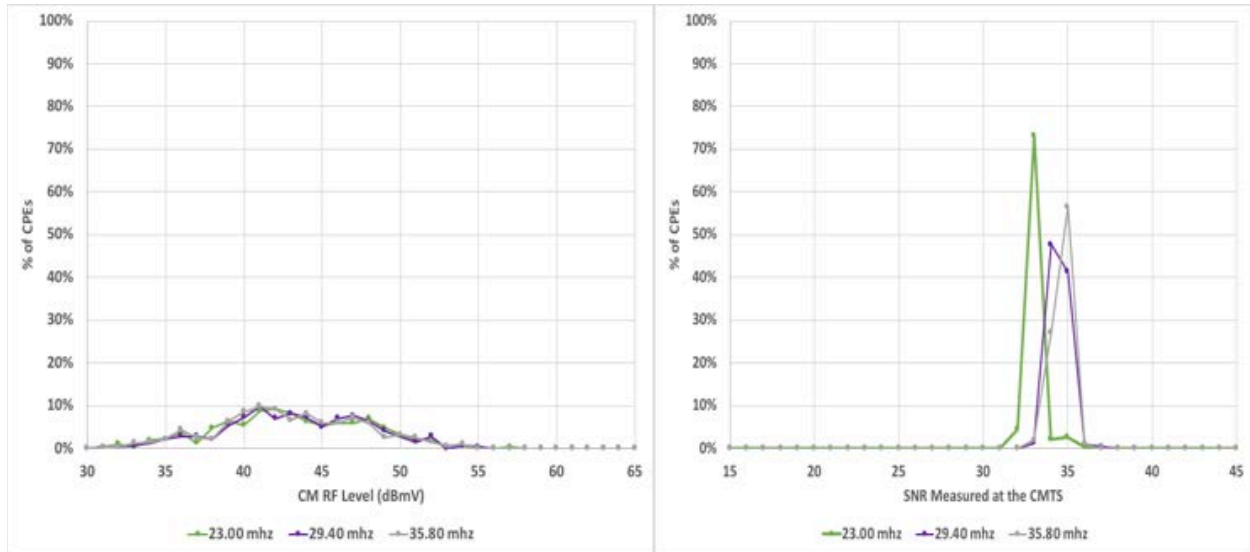 100%
90%
80%
70%
60%
50%
40%
30%
20%
10%
0%
% of CPEs
30 35 40 45 50 55 60 65
CM RF Level (dBmV)
23.00 mhz 29.40 mhz 35.80 mhz
100%
90%
80%
70%
60%
50%
40%
30%
20%
10%
0%
% of CPEs
15 20 25 30 35 40 45
SNR Measured at the CMTS
23.00 mhz 29.40 mhz 35.80 mhz